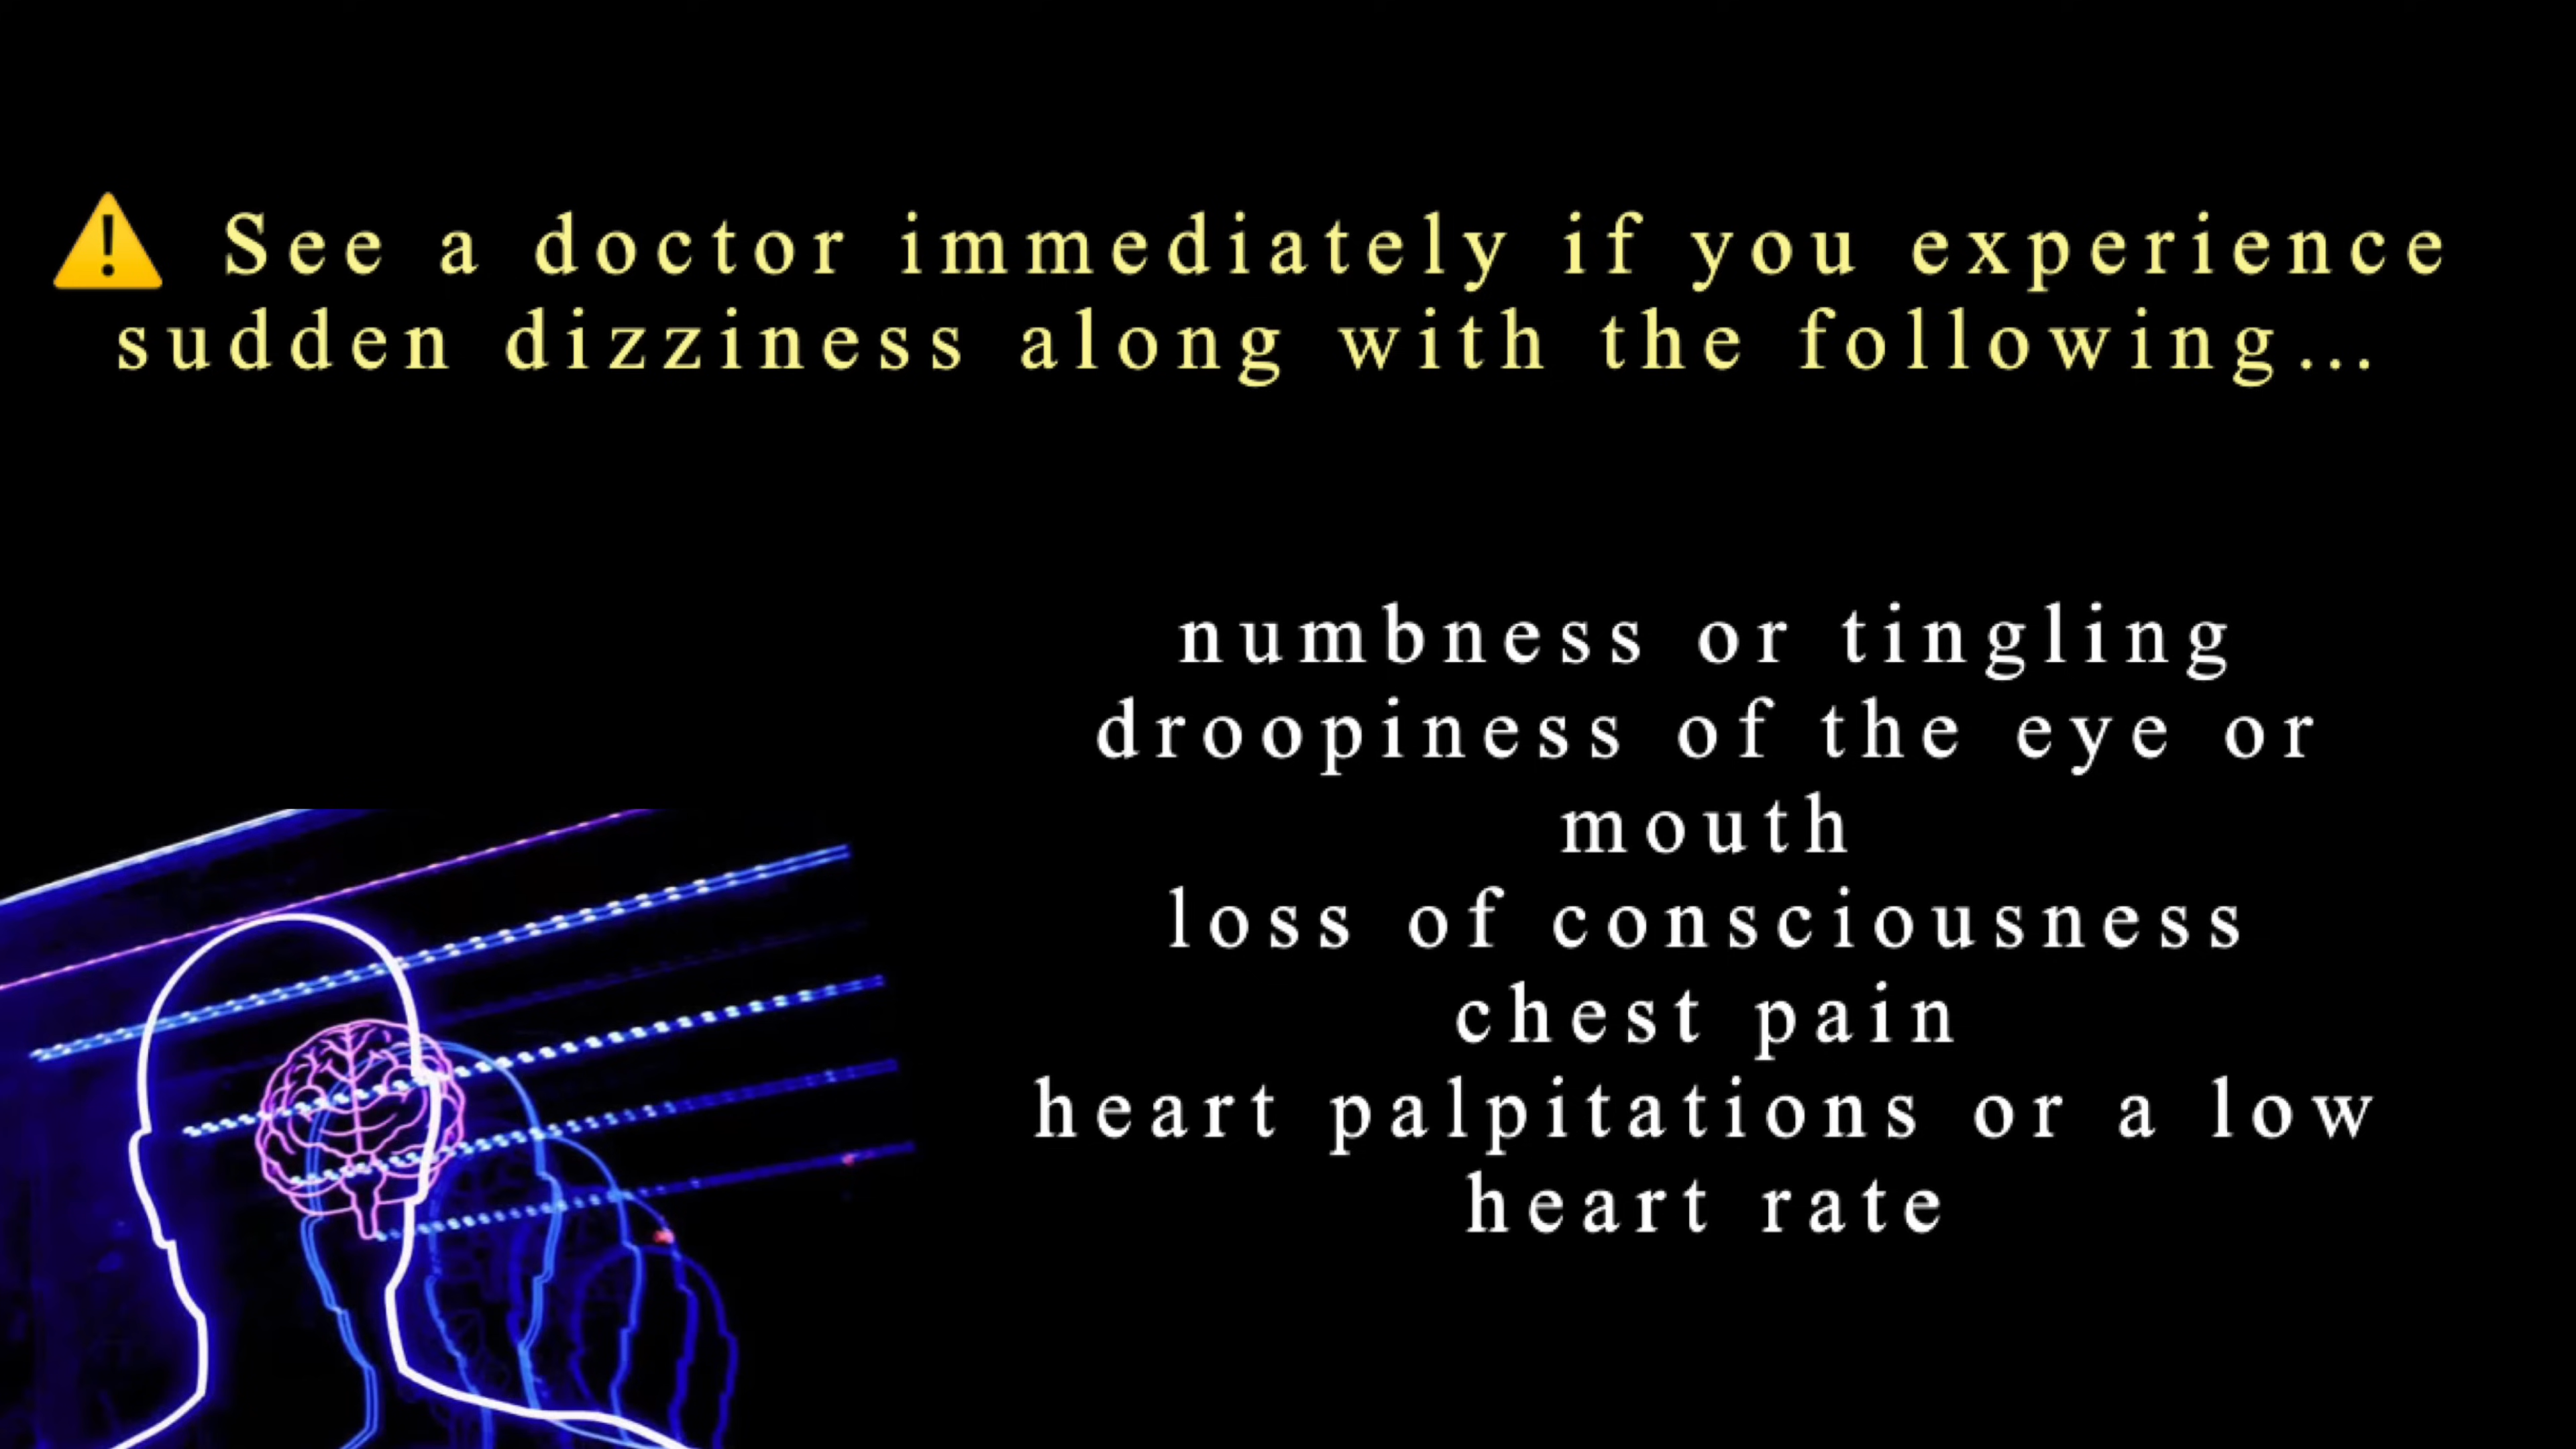 ⚠️ See a doctor immediately if you experience
sudden dizziness along with the following...
numbness or tingling
droopiness of the eye or
mouth
loss of consciousness
chest pain
heart palpitations or a low
heart rate